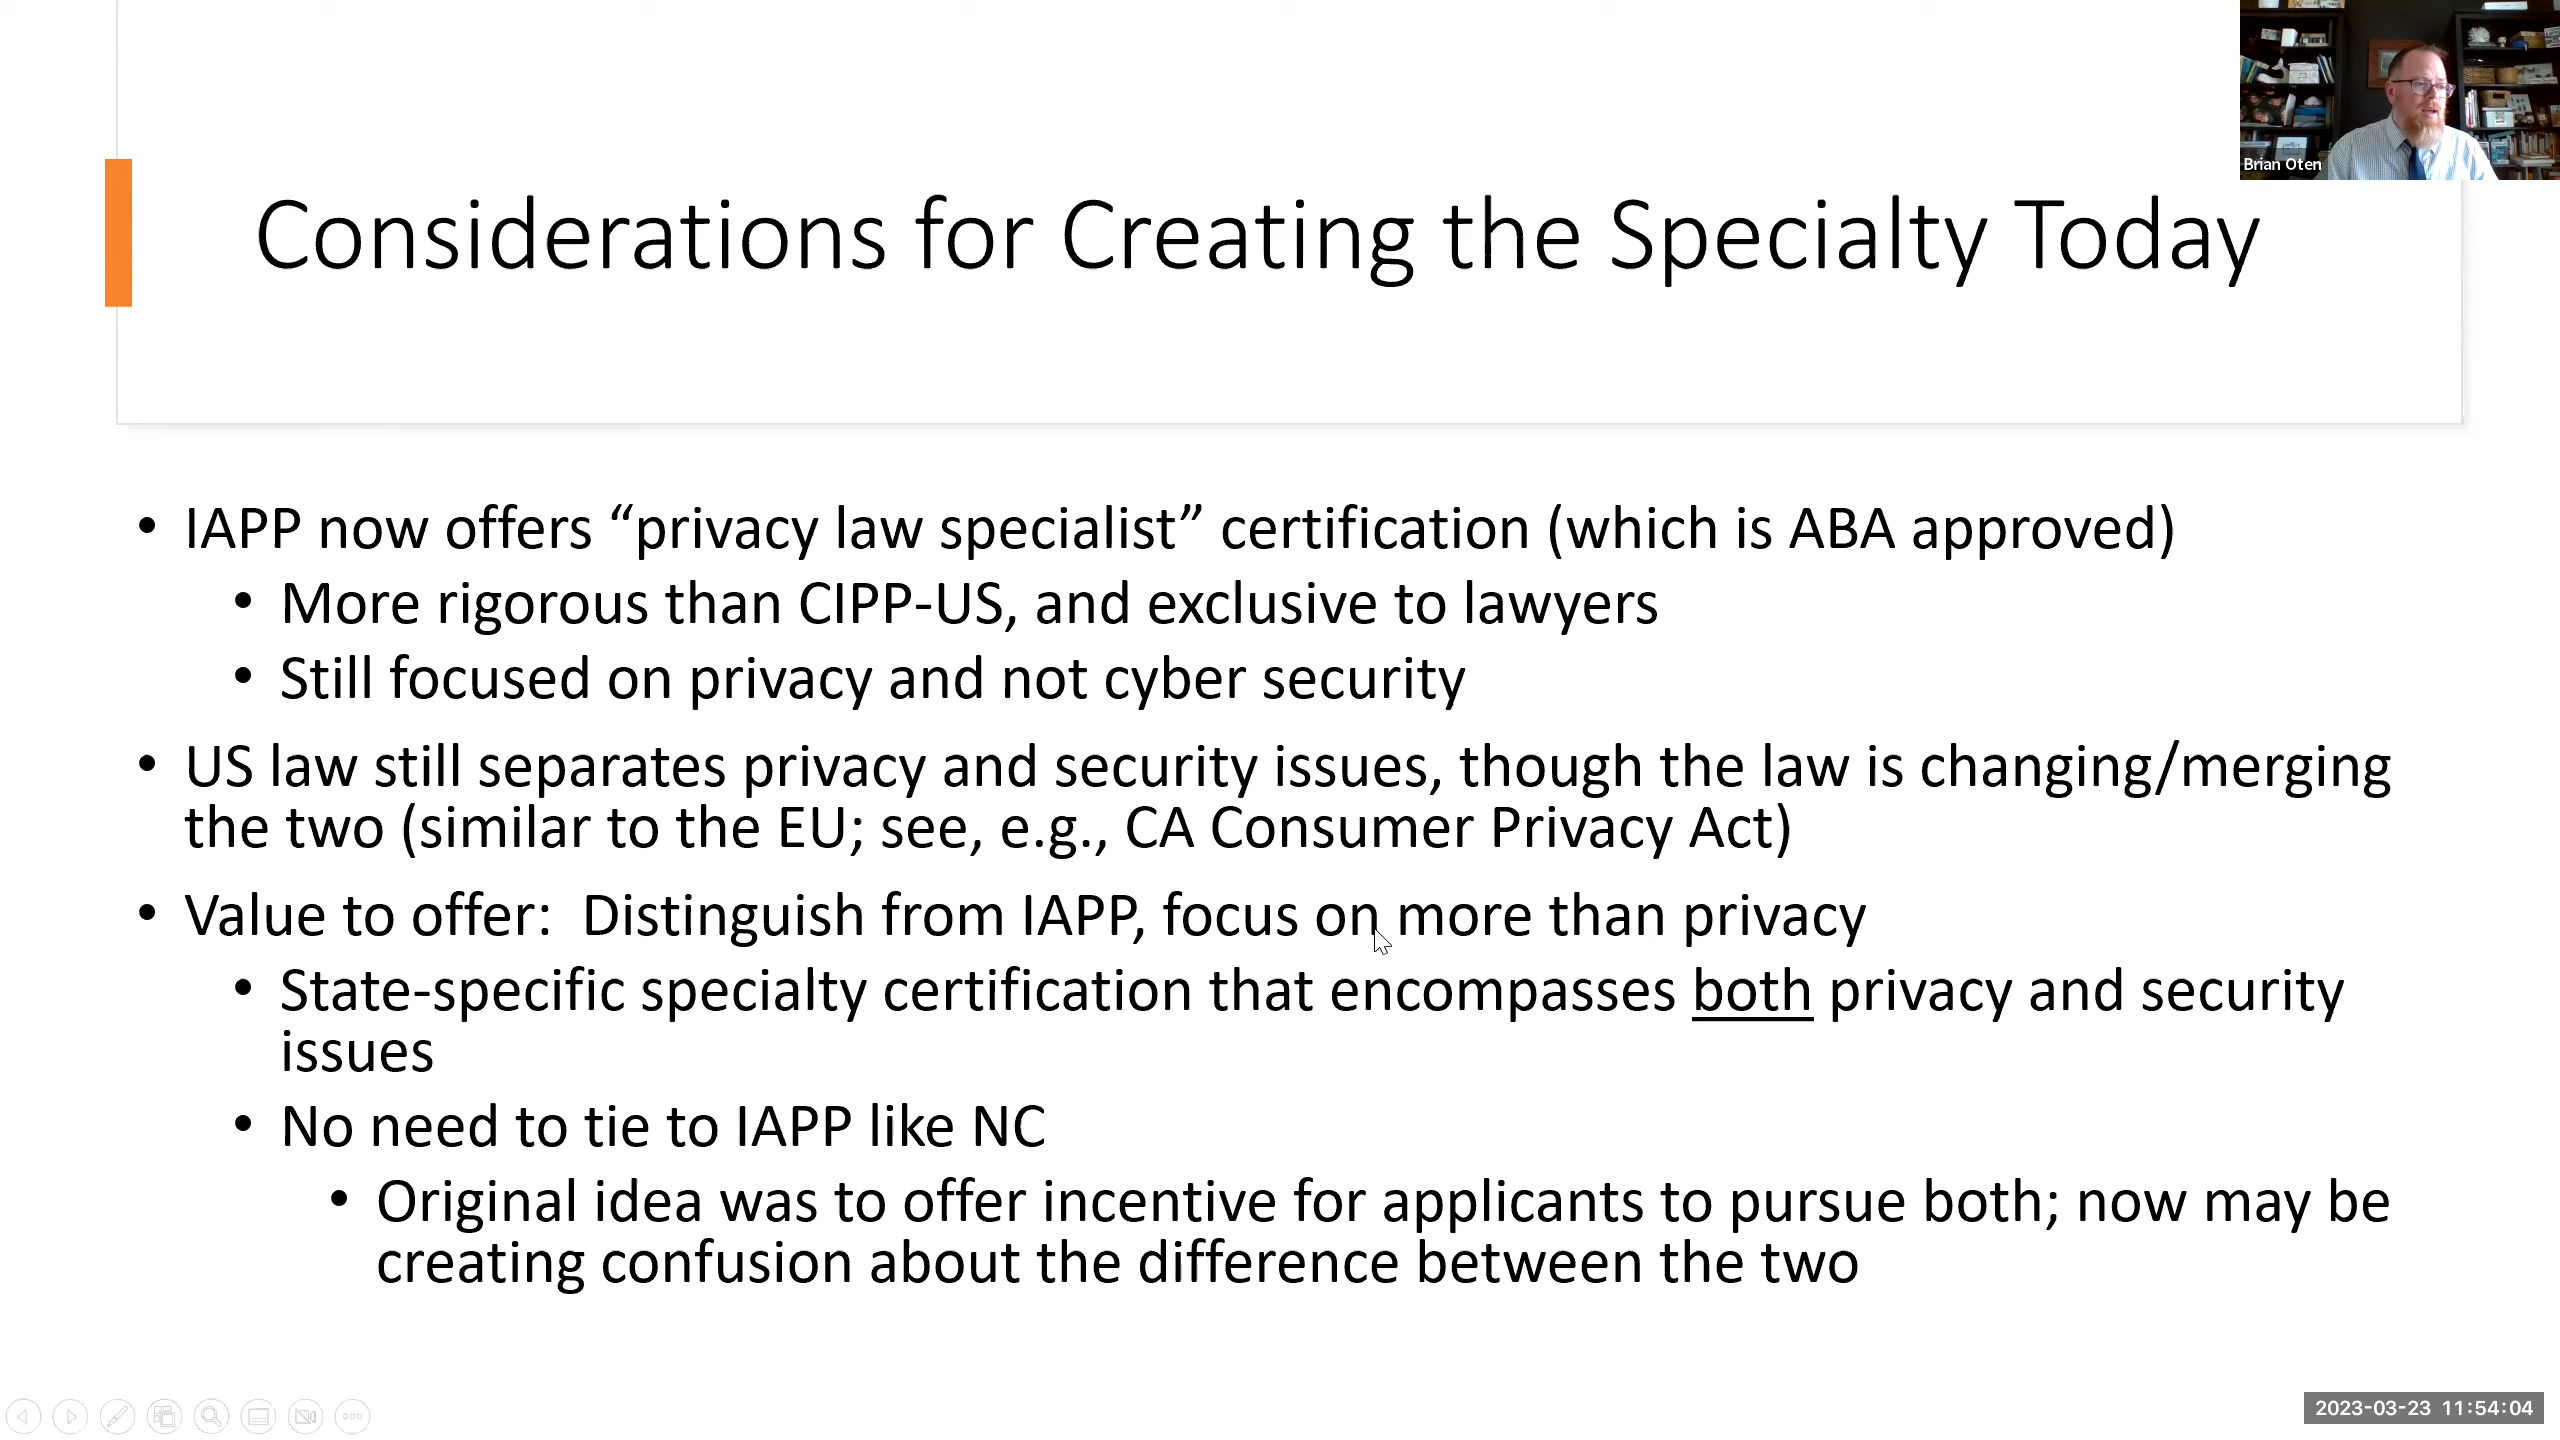 Brian Oten
Considerations for Creating the Specialty Today
• IAPP now offers “privacy law specialist” certification (which is ABA approved)
• More rigorous than CIPP-US, and exclusive to lawyers
• Still focused on privacy and not cyber security
• US law still separates privacy and security issues, though the law is changing/merging
the two (similar to the EU; see, e.g., CA Consumer Privacy Act)
• Value to offer:  Distinguish from IAPP, focus on more than privacy
• State-specific specialty certification that encompasses both privacy and security
issues
• No need to tie to IAPP like NC
• Original idea was to offer incentive for applicants to pursue both; now may be
creating confusion about the difference between the two
2023-03-23 11:54:04